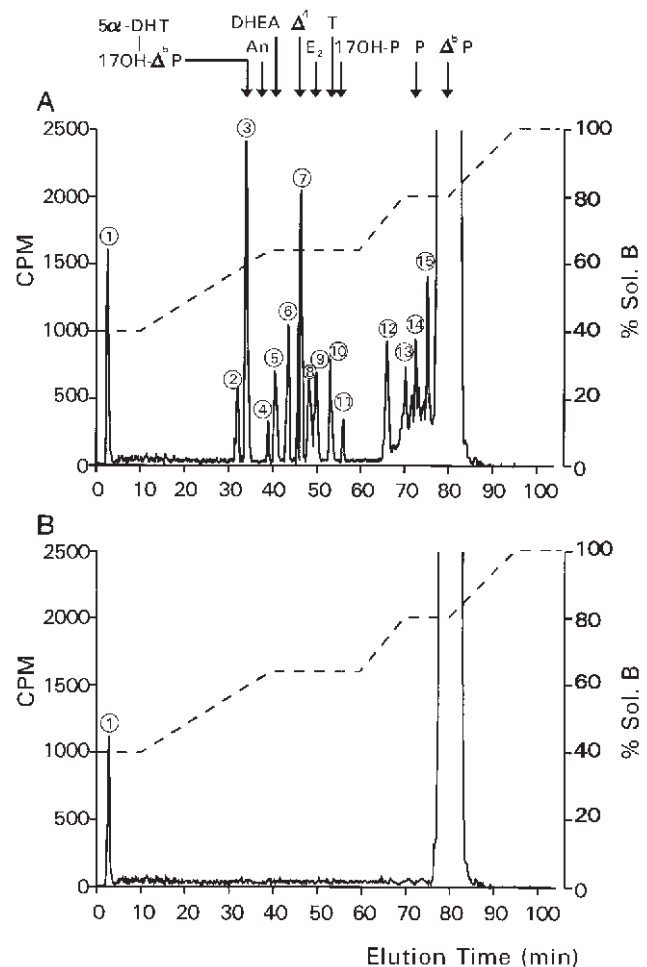 5α-DHT DHEA Δ⁴ T
17OH-Δ⁵P An E₂ 17OH-P P Δ⁵P
A
2500 100
③
2000 ⑦ 80
① 15
1500 60
CPM % Sol. B
⑥ 12 14
1000 40
10 13
② ⑤ 8 ⑨
500 20
④ 11
0 0
0 10 20 30 40 50 60 70 80 90 100
B
2500 100
2000 80
1500 60
CPM % Sol. B
①
1000 40
500 20
0 0
0 10 20 30 40 50 60 70 80 90 100
Elution Time (min)